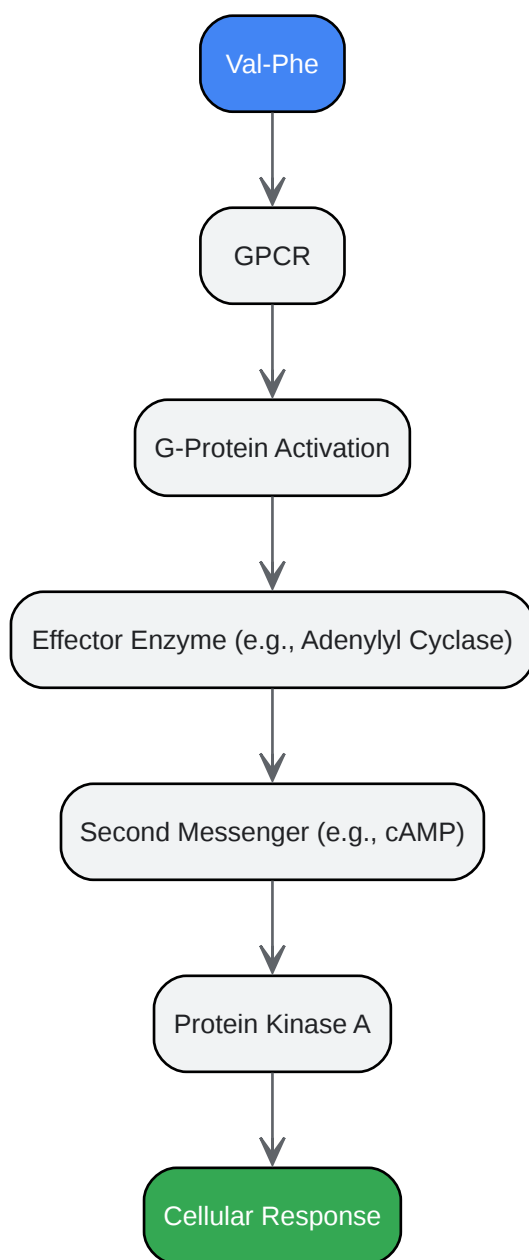 Val-Phe
GPCR
G-Protein Activation
Effector Enzyme (e.g., Adenylyl Cyclase)
Second Messenger (e.g., cAMP)
Protein Kinase A
Cellular Response